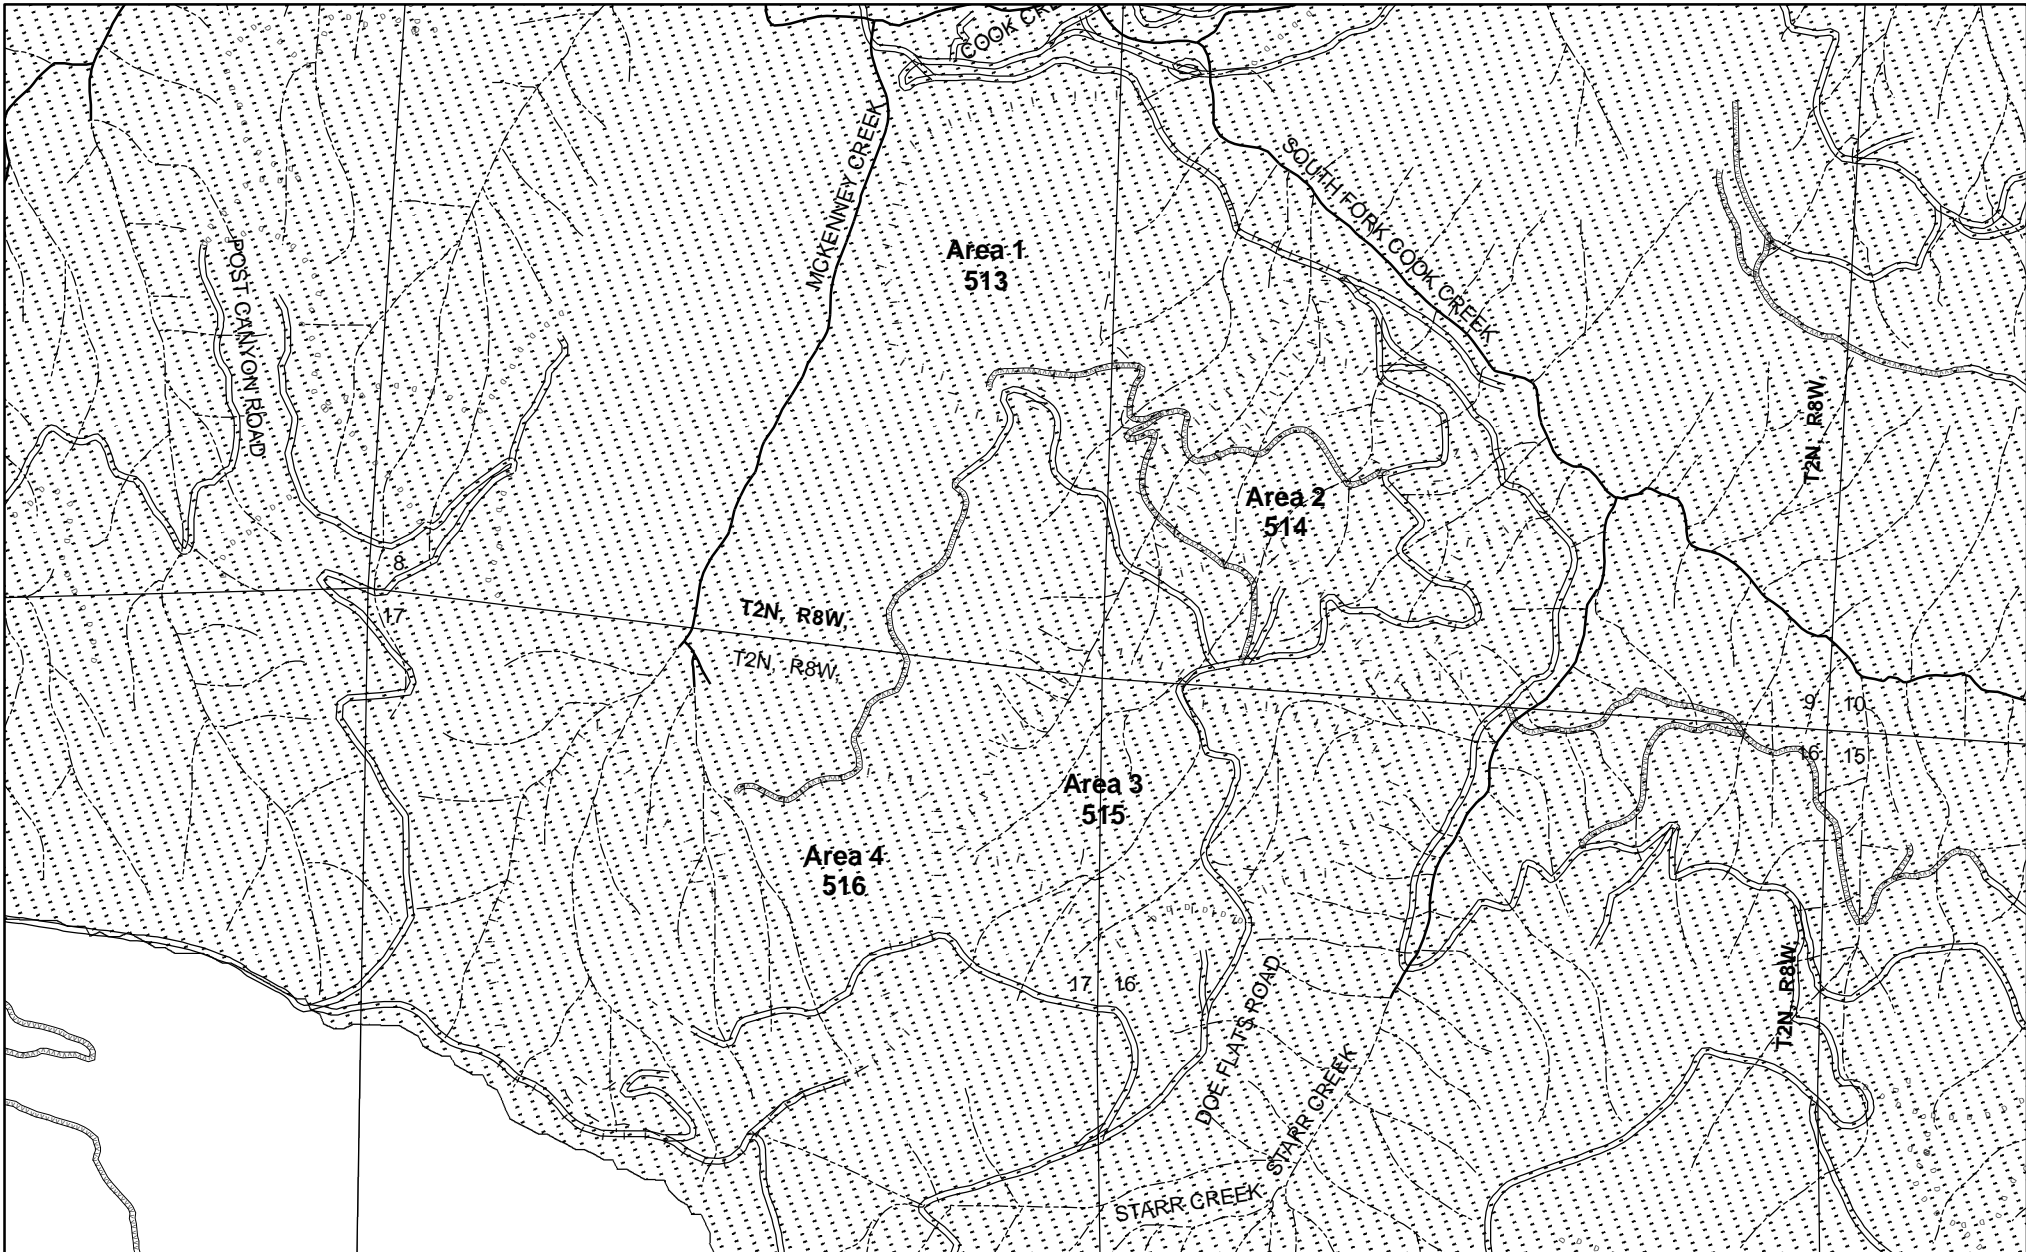 COOK CRE
MCKENNEY CREEK
SOUTH FORK COOK CREEK
POST CANYON ROAD
Area 1
513
T2N, R8W,
Area 2
514
8
17
T2N, R8W,
T2N, R8W,
9 10
16 15
Area 3
515
Area 4
516
17 16
T2N, R8W,
DOE FLATS ROAD
STARR CREEK
STARR CREEK